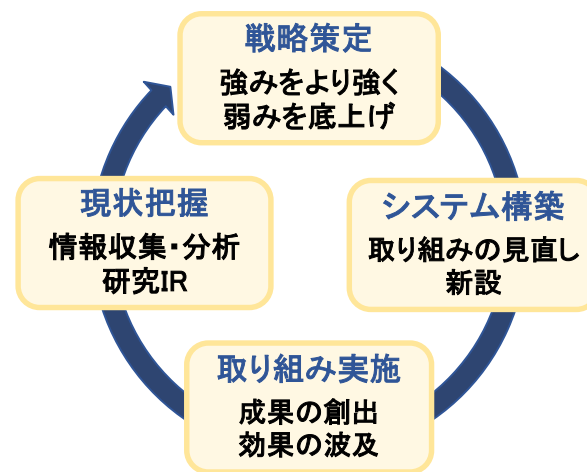 戦略策定
強みをより強く
弱みを底上げ
現状把握
情報収集・分析
研究IR
システム構築
取り組みの見直し
新設
取り組み実施
成果の創出
効果の波及